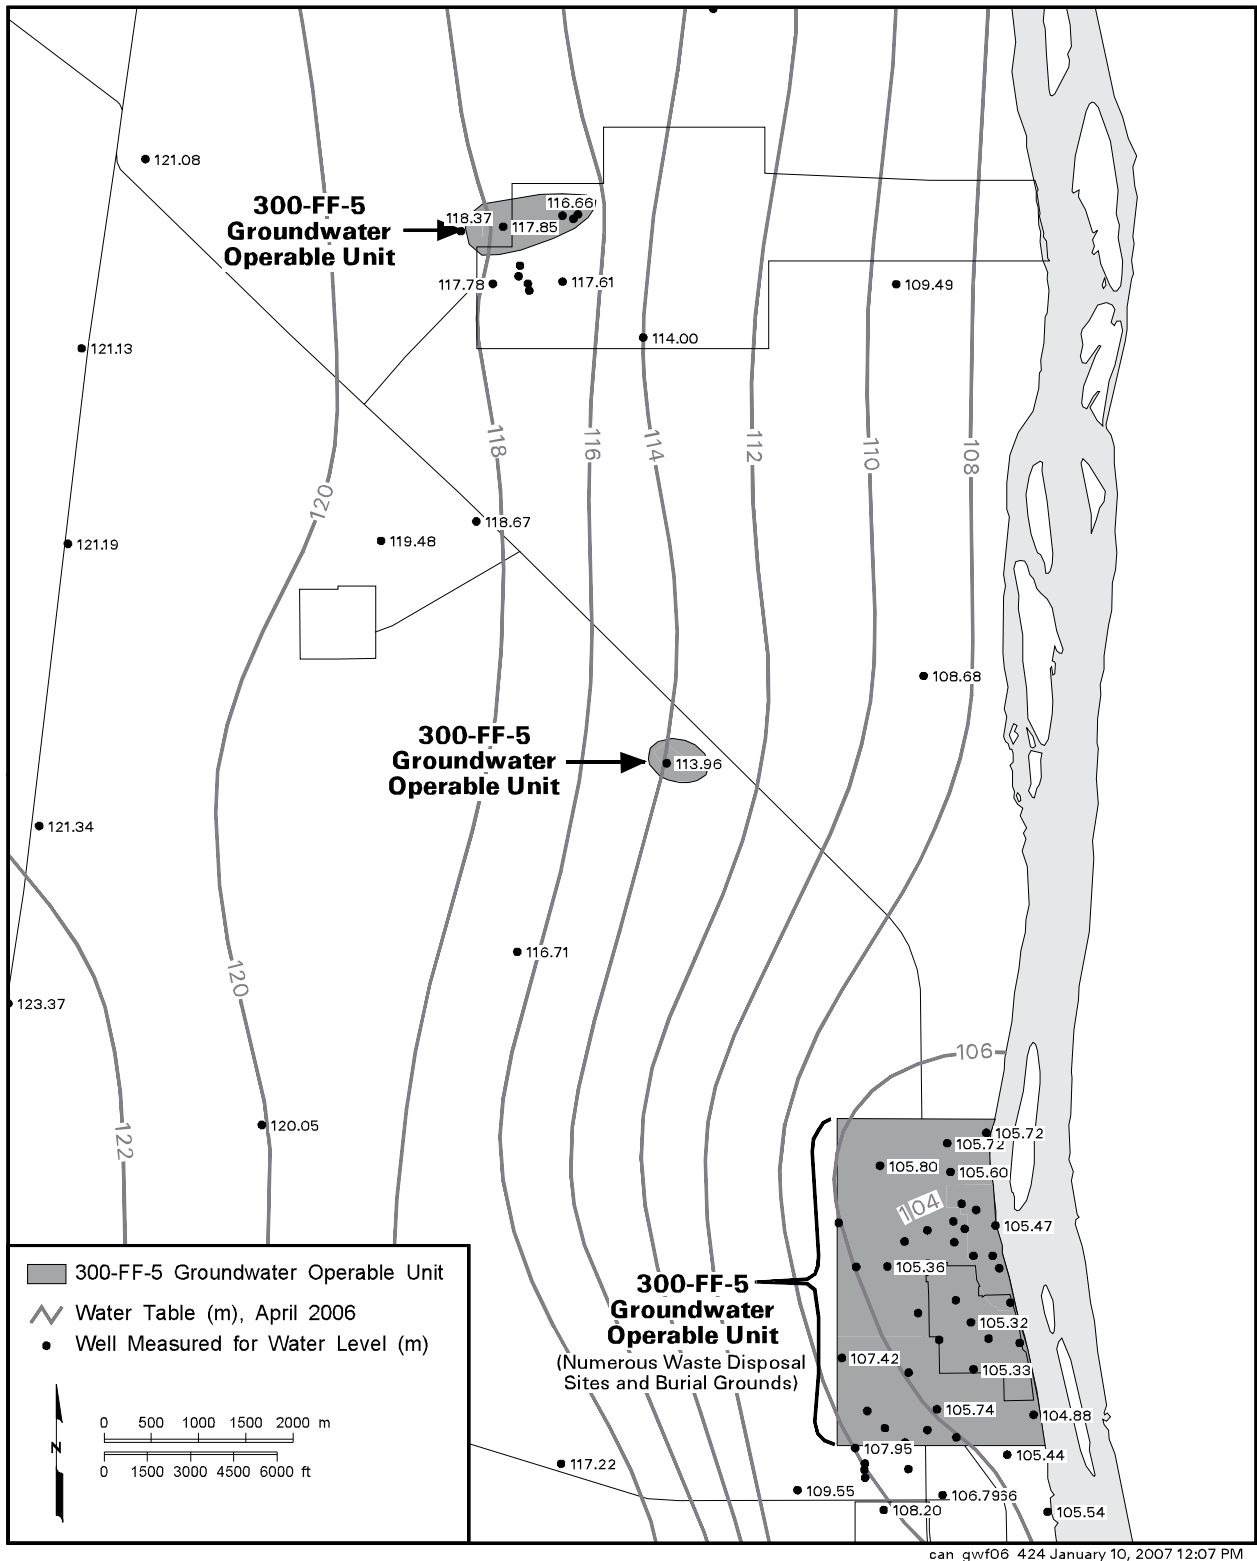 121.08
300-FF-5
Groundwater
Operable Unit
116.66
118.37
117.85
117.78
117.61
109.49
114.00
121.13
118
116
114
112
110
108
120
118.67
119.48
121.19
108.68
300-FF-5
Groundwater
Operable Unit
113.96
121.34
116.71
120
123.37
106
120.05
122
105.72
105.72
105.80
105.60
104
105.47
105.36
300-FF-5
Groundwater
Operable Unit
(Numerous Waste Disposal
Sites and Burial Grounds)
105.32
107.42
105.33
105.74
104.88
107.95
105.44
117.22
109.55
106.79
108.20
105.54
300-FF-5 Groundwater Operable Unit
Water Table (m), April 2006
Well Measured for Water Level (m)
N
0 500 1000 1500 2000 m
0 1500 3000 4500 6000 ft
can_gwf06_424 January 10, 2007 12:07 PM